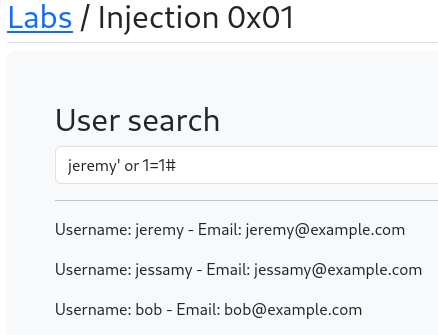 Labs / Injection 0x01
User search
jeremy' or 1=1#
Username: jeremy - Email: jeremy@example.com
Username: jessamy - Email: jessamy@example.com
Username: bob - Email: bob@example.com